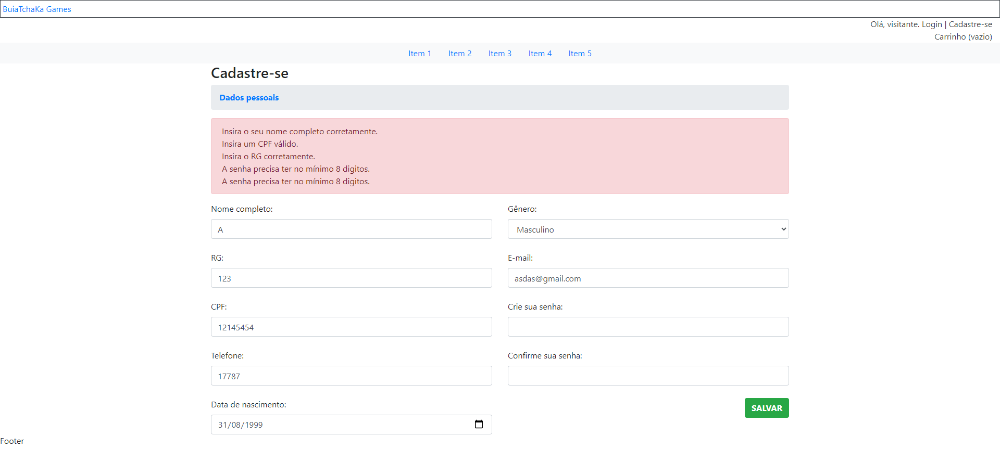 BuiaTchaKa Games
Olá, visitante. Login | Cadastre-se
Carrinho (vazio)
Item 1 Item 2 Item 3 Item 4 Item 5
Cadastre-se
Dados pessoais
Insira o seu nome completo corretamente.
Insira um CPF válido.
Insira o RG corretamente.
A senha precisa ter no mínimo 8 digitos.
A senha precisa ter no mínimo 8 digitos.
Nome completo: Gênero:
A Masculino
RG: E-mail:
123 asdas@gmail.com
CPF: Crie sua senha:
12145454
Telefone: Confirme sua senha:
17787
Data de nascimento: SALVAR
31/08/1999
Footer